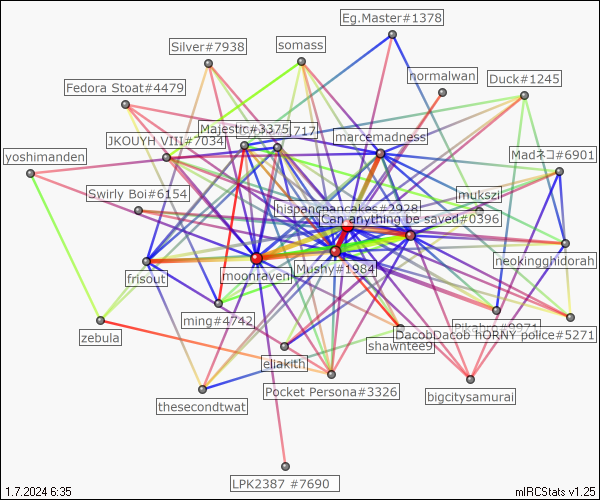 Eg.Master#1378
Silver#7938
somass
normalwan
Duck#1245
Fedora Stoat#4479
Majestic#3375
717
marcemadness
JKOUYH VIII#7034
Madネコ#6901
yoshimanden
Swirly Boi#6154
mukszi
hispancpancakes#2928
Can anything be saved#0396
neokingghidorah
Mushy#1984
moonraven
frisout
ming#4742
DacobDacob hORNY police#5271
zebula
shawntee9
eliakith
Pocket Persona#3326
bigcitysamurai
thesecondtwat
LPK2387 #7690
1.7.2024 6:35
mIRCStats v1.25